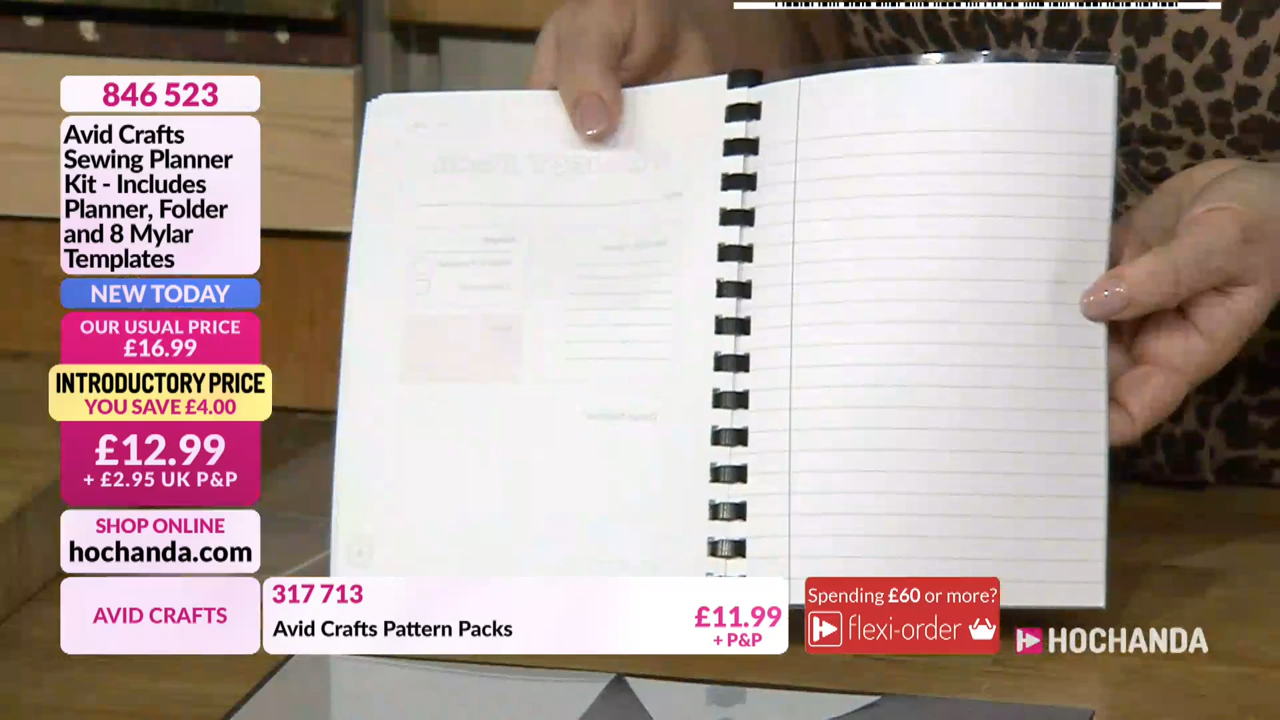 846 523
Avid Crafts
Sewing Planner
Kit - Includes
Planner, Folder
and 8 Mylar
Templates
NEW TODAY
OUR USUAL PRICE
£16.99
INTRODUCTORY PRICE
YOU SAVE £4.00
£12.99
+ £2.95 UK P&P
SHOP ONLINE
hochanda.com
AVID CRAFTS
317 713
Avid Crafts Pattern Packs
£11.99
+ P&P
Spending £60 or more?
flexi-order
HOCHANDA